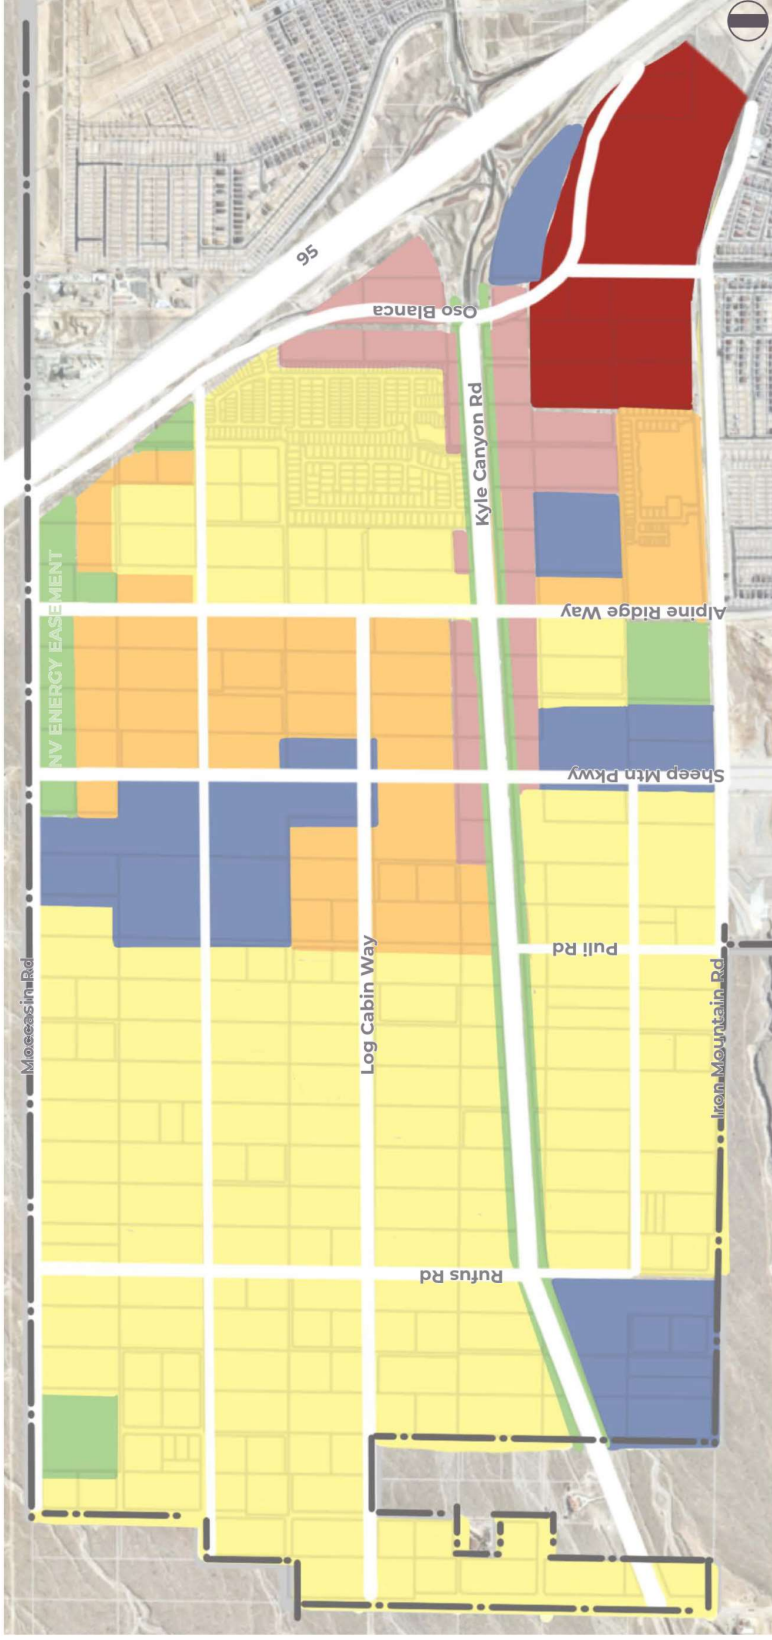 95
Oso Blanca
Kyle Canyon Rd
NV ENERGY EASEMENT
Alpine Ridge Way
Sheep Mtn Pkwy
Puli Rd
Log Cabin Way
Moccasin Rd
Iron Mountain Rd
Rufus Rd